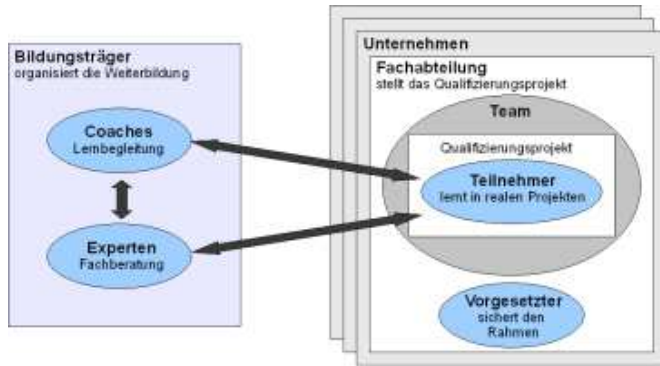 Bildungsträger
organisiert die Weiterbildung
Coaches
Lernbegleitung
Experten
Fachberatung
Unternehmen
Fachabteilung
stellt das Qualifizierungsprojekt
Team
Qualifizierungsprojekt
Teilnehmer
lernt in realen Projekten
Vorgesetzter
sichert den
Rahmen